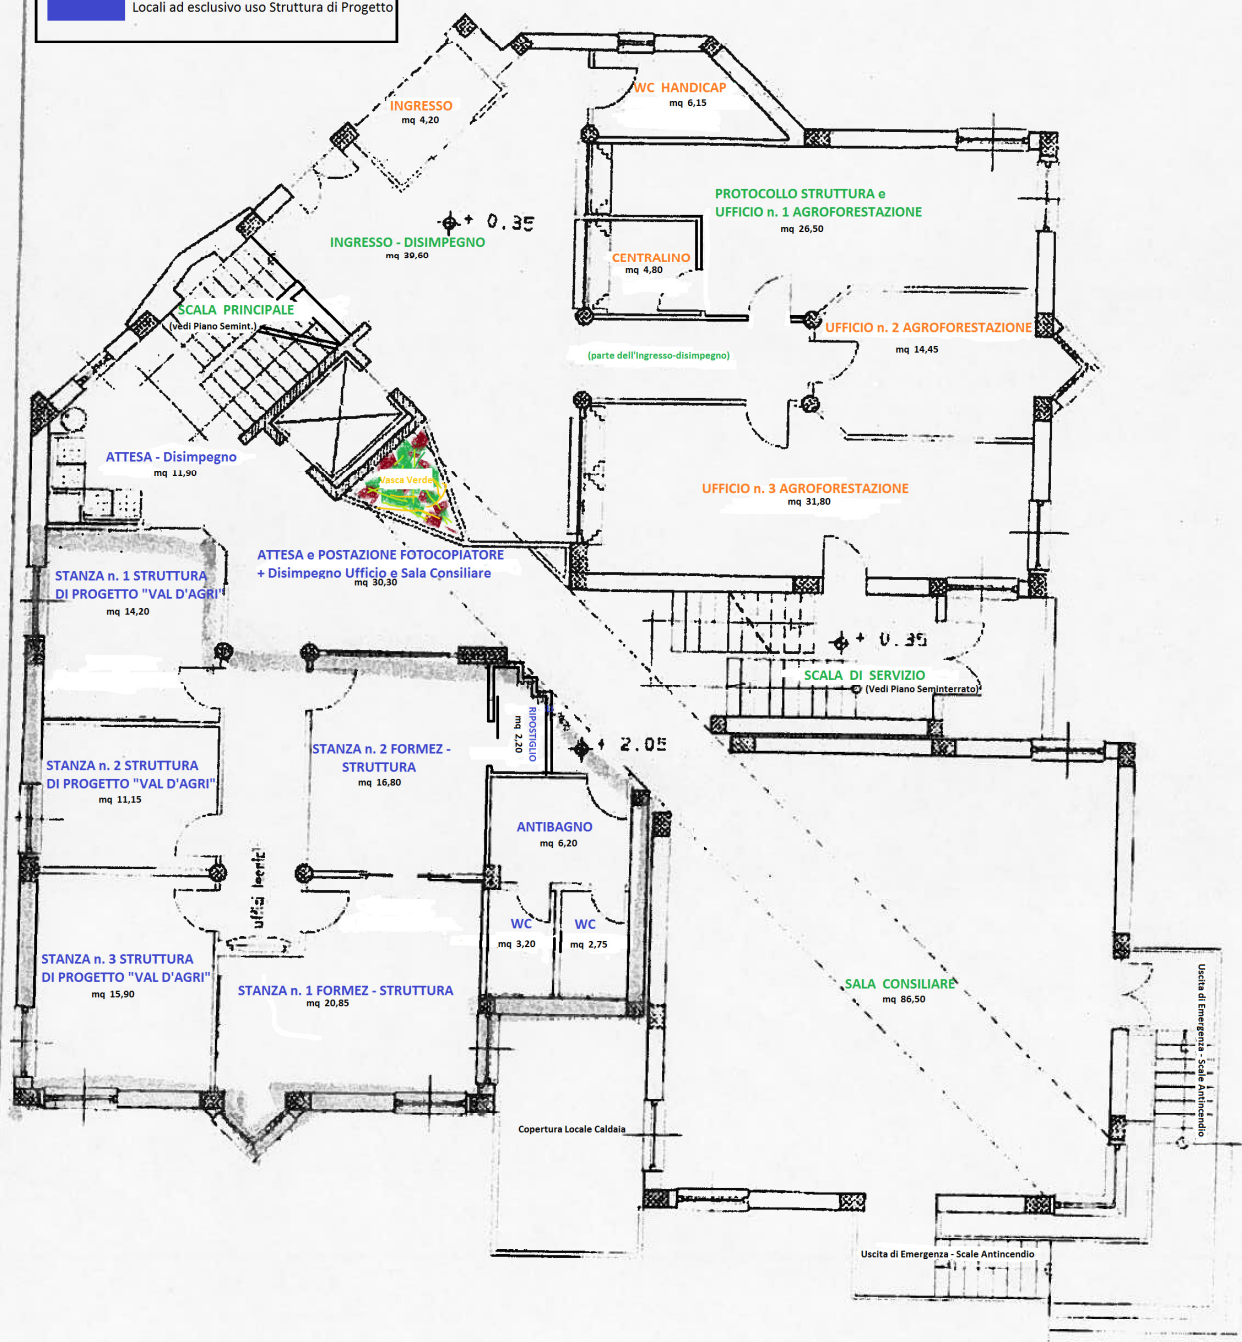 Locali ad esclusivo uso Struttura di Progetto
INGRESSO
mq 4,20
WC HANDICAP
mq 6,15
PROTOCOLLO STRUTTURA e
UFFICIO n. 1 AGROFORESTAZIONE
mq 26,50
+ 0.35
INGRESSO - DISIMPEGNO
mq 39,60
CENTRALINO
mq 4,80
SCALA PRINCIPALE
(vedi Piano Semint.)
UFFICIO n. 2 AGROFORESTAZIONE
mq 14,45
(parte dell'Ingresso-disimpegno)
ATTESA - Disimpegno
mq 11,90
Vasca Verde
UFFICIO n. 3 AGROFORESTAZIONE
mq 31,80
ATTESA e POSTAZIONE FOTOCOPIATORE
+ Disimpegno Ufficio e Sala Consiliare
mq 30,30
STANZA n. 1 STRUTTURA
DI PROGETTO "VAL D'AGRI"
mq 14,20
+ 0.35
SCALA DI SERVIZIO
(Vedi Piano Seminterrato)
RIPOSTIGLIO
mq 2,20
+ 2.05
STANZA n. 2 FORMEZ -
STRUTTURA
mq 16,80
STANZA n. 2 STRUTTURA
DI PROGETTO "VAL D'AGRI"
mq 11,15
ANTIBAGNO
mq 6,20
WC
mq 3,20
WC
mq 2,75
STANZA n. 3 STRUTTURA
DI PROGETTO "VAL D'AGRI"
mq 15,90
STANZA n. 1 FORMEZ - STRUTTURA
mq 20,85
SALA CONSILIARE
mq 86,50
Uscita di Emergenza - Scale Antincendio
Copertura Locale Caldaia
Uscita di Emergenza - Scale Antincendio